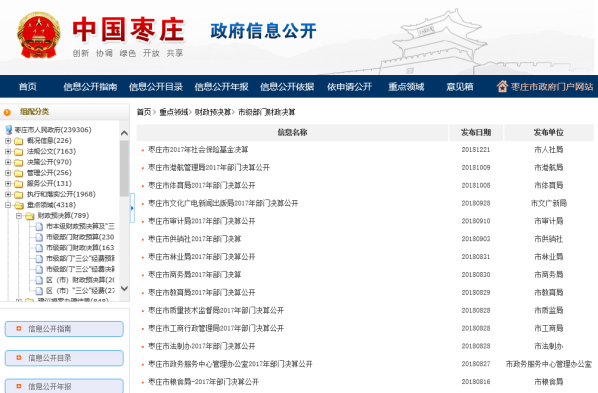 中国枣庄 政府信息公开
创新 协调 绿色 开放 共享
首页 信息公开指南 信息公开目录 信息公开年报 信息公开依据 依申请公开 重点领域 意见箱 枣庄市政府门户网站
组配分类
首页> 重点领域> 财政预决算> 市级部门财政决算
枣庄市人民政府(239306)
概况信息(226)
法规公文(7163)
决策公开(970)
管理公开(256)
服务公开(131)
执行和落实公开(1968)
重点领域(4318)
财政预决算(789)
市本级财政预决算及"三
市级部门财政预算(230
市级部门财政决算(163
市级部门"三公"经费预
市级部门"三公"经费决
区（市）财政预决算(20
区（市）"三公"经费(27
信息公开指南
信息公开目录
信息公开年报
信息名称 发布日期 发布单位
枣庄市2017年社会保险基金决算 20181221 市人社局
枣庄市港航管理局2017年部门决算公开 20181009 市港航局
枣庄市体育局2017年部门决算公开 20181008 市体育局
枣庄市文化广电新闻出版局2017年部门决算公开 20180928 市文广新局
枣庄市审计局2017年部门决算公开 20180910 市审计局
枣庄市供销社2017年部门决算 20180903 市供销社
枣庄市林业局2017年部门决算公开 20180831 市林业局
枣庄市商务局2017年部门决算 20180830 市商务局
枣庄市教育局2017年部门决算公开 20180829 市教育局
枣庄市质量技术监督局2017年部门决算公开 20180828 市质监局
枣庄市工商行政管理局2017年部门决算公开 20180828 市工商局
枣庄市法制办2017年部门决算公开 20180828 市法制办
枣庄市政务服务中心管理办公室2017年部门决算公开 20180827 市政务服务中心管理办公室
枣庄市粮食局-2017年部门决算公开 20180816 市粮食局